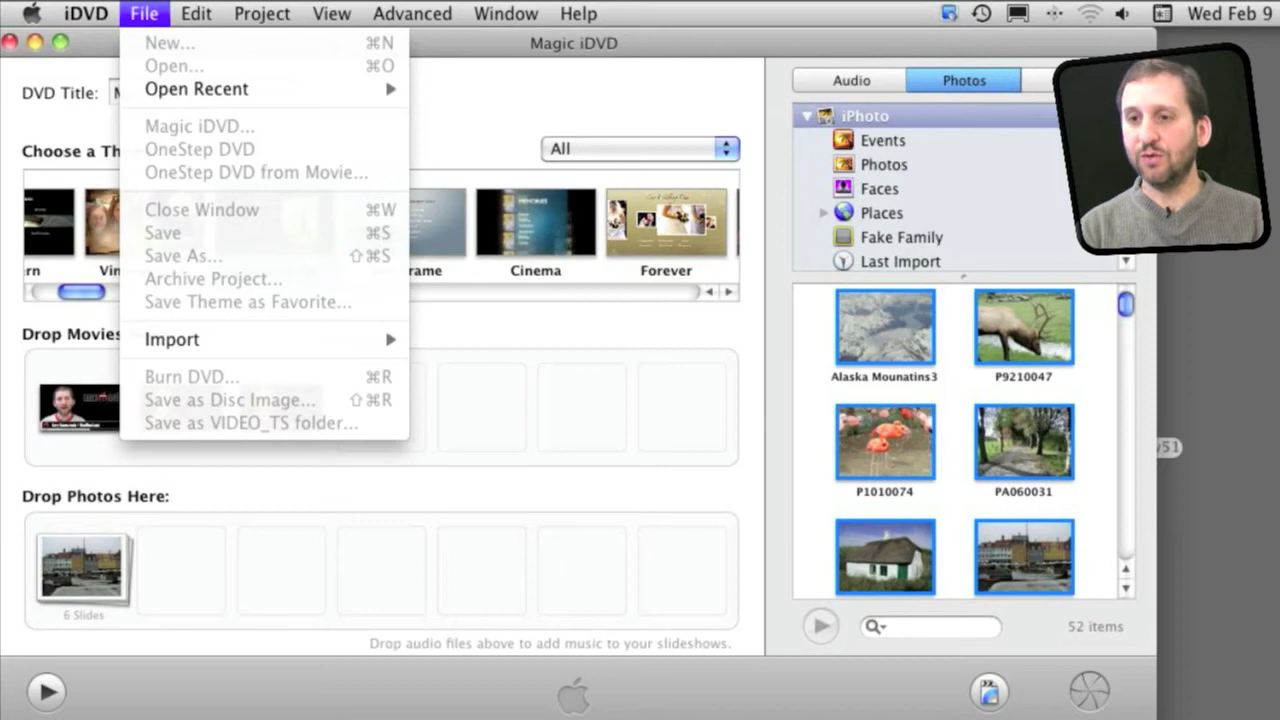 iDVD File Edit Project View Advanced Window Help Wed Feb 9
Magic iDVD
New... ⌘N
Open... ⌘O
Open Recent
Magic iDVD...
OneStep DVD
OneStep DVD from Movie...
Close Window ⌘W
Save ⌘S
Save As... ⇧⌘S
Archive Project...
Save Theme as Favorite...
Import
Burn DVD... ⌘R
Save as Disc Image... ⇧⌘R
Save as VIDEO_TS folder...
DVD Title: M
Choose a Th
All
Cinema
Forever
Drop Movies
Drop Photos Here:
6 Slides
Drop audio files above to add music to your slideshows.
Audio Photos
iPhoto
Events
Photos
Faces
Places
Fake Family
Last Import
Alaska Mounatins3 P9210047
P1010074 PA060031
52 items